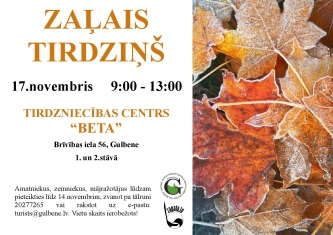 ZAĻAIS
TIRDZIŅŠ
17.novembris 9:00 - 13:00
TIRDZNIECĪBAS CENTRS
“BETA”
Brīvības iela 56, Gulbene
1. un 2.stāvā
Amatniekus, zemniekus, mājražotājus lūdzam
pieteikties līdz 14.novembrim, zvanot pa tālruni
20277265 vai rakstot uz e-pastu:
turists@gulbene.lv. Vietu skaits ierobežots!